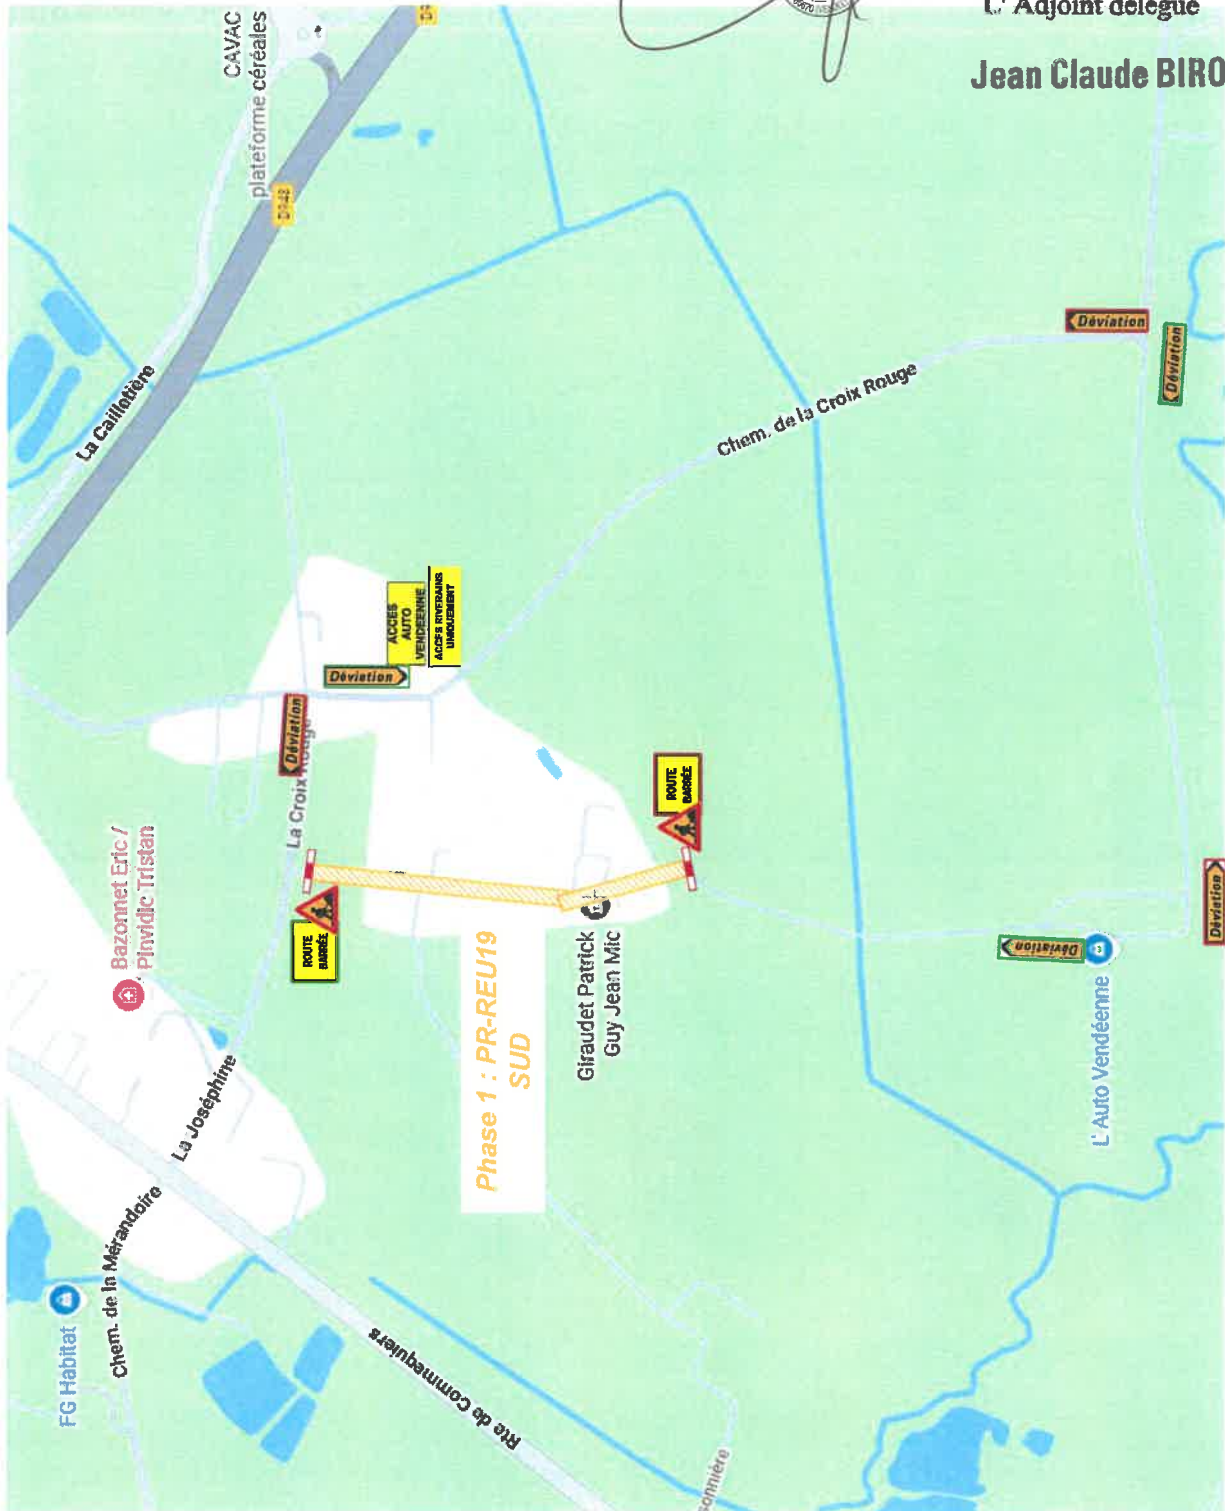 L' Adjoint délégué
Jean Claude BIRO
CAVAC
plateforme céréales
D948
La Caillotière
Déviation
Déviation
Chem. de la Croix Rouge
ACCES
AUTO
VENDEENNE
ACCES RIVERAINS
UNIQUEMENT
Déviation
Déviation
La Croix Rouge
ROUTE
BARRÉE
ROUTE
BARRÉE
Bazonnet Eric /
Pinvidic Tristan
Phase 1 : PR-REU19
SUD
Giraudet Patrick
Guy Jean Mic
Déviation
Déviation
L' Auto Vendéenne
La Joséphine
Chem. de la Mérandoire
FG Habitat
Rte de Commequiers
sonnière